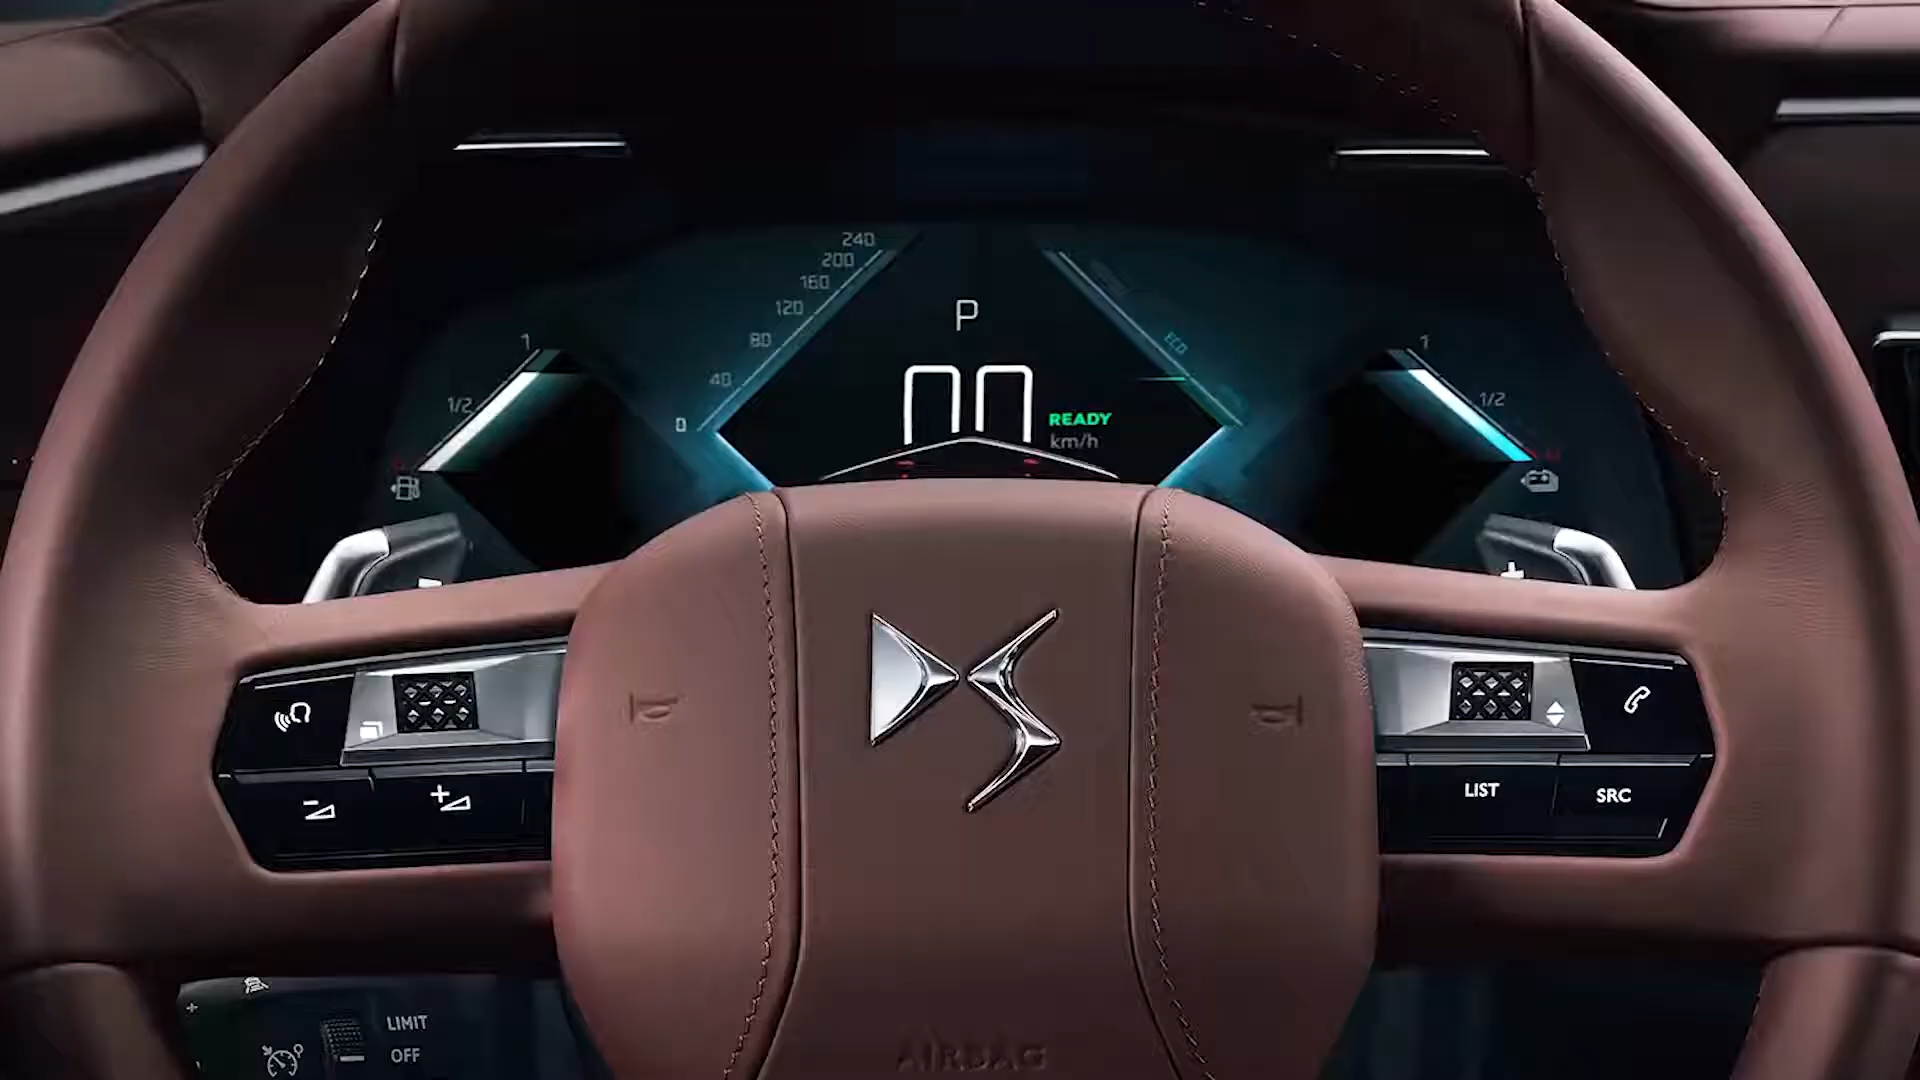 240
200
160
120
80
40
0
P
00
READY
km/h
ECO
1
1/2
1
1/2
DS
LIST
SRC
LIMIT
OFF
AIRBAG